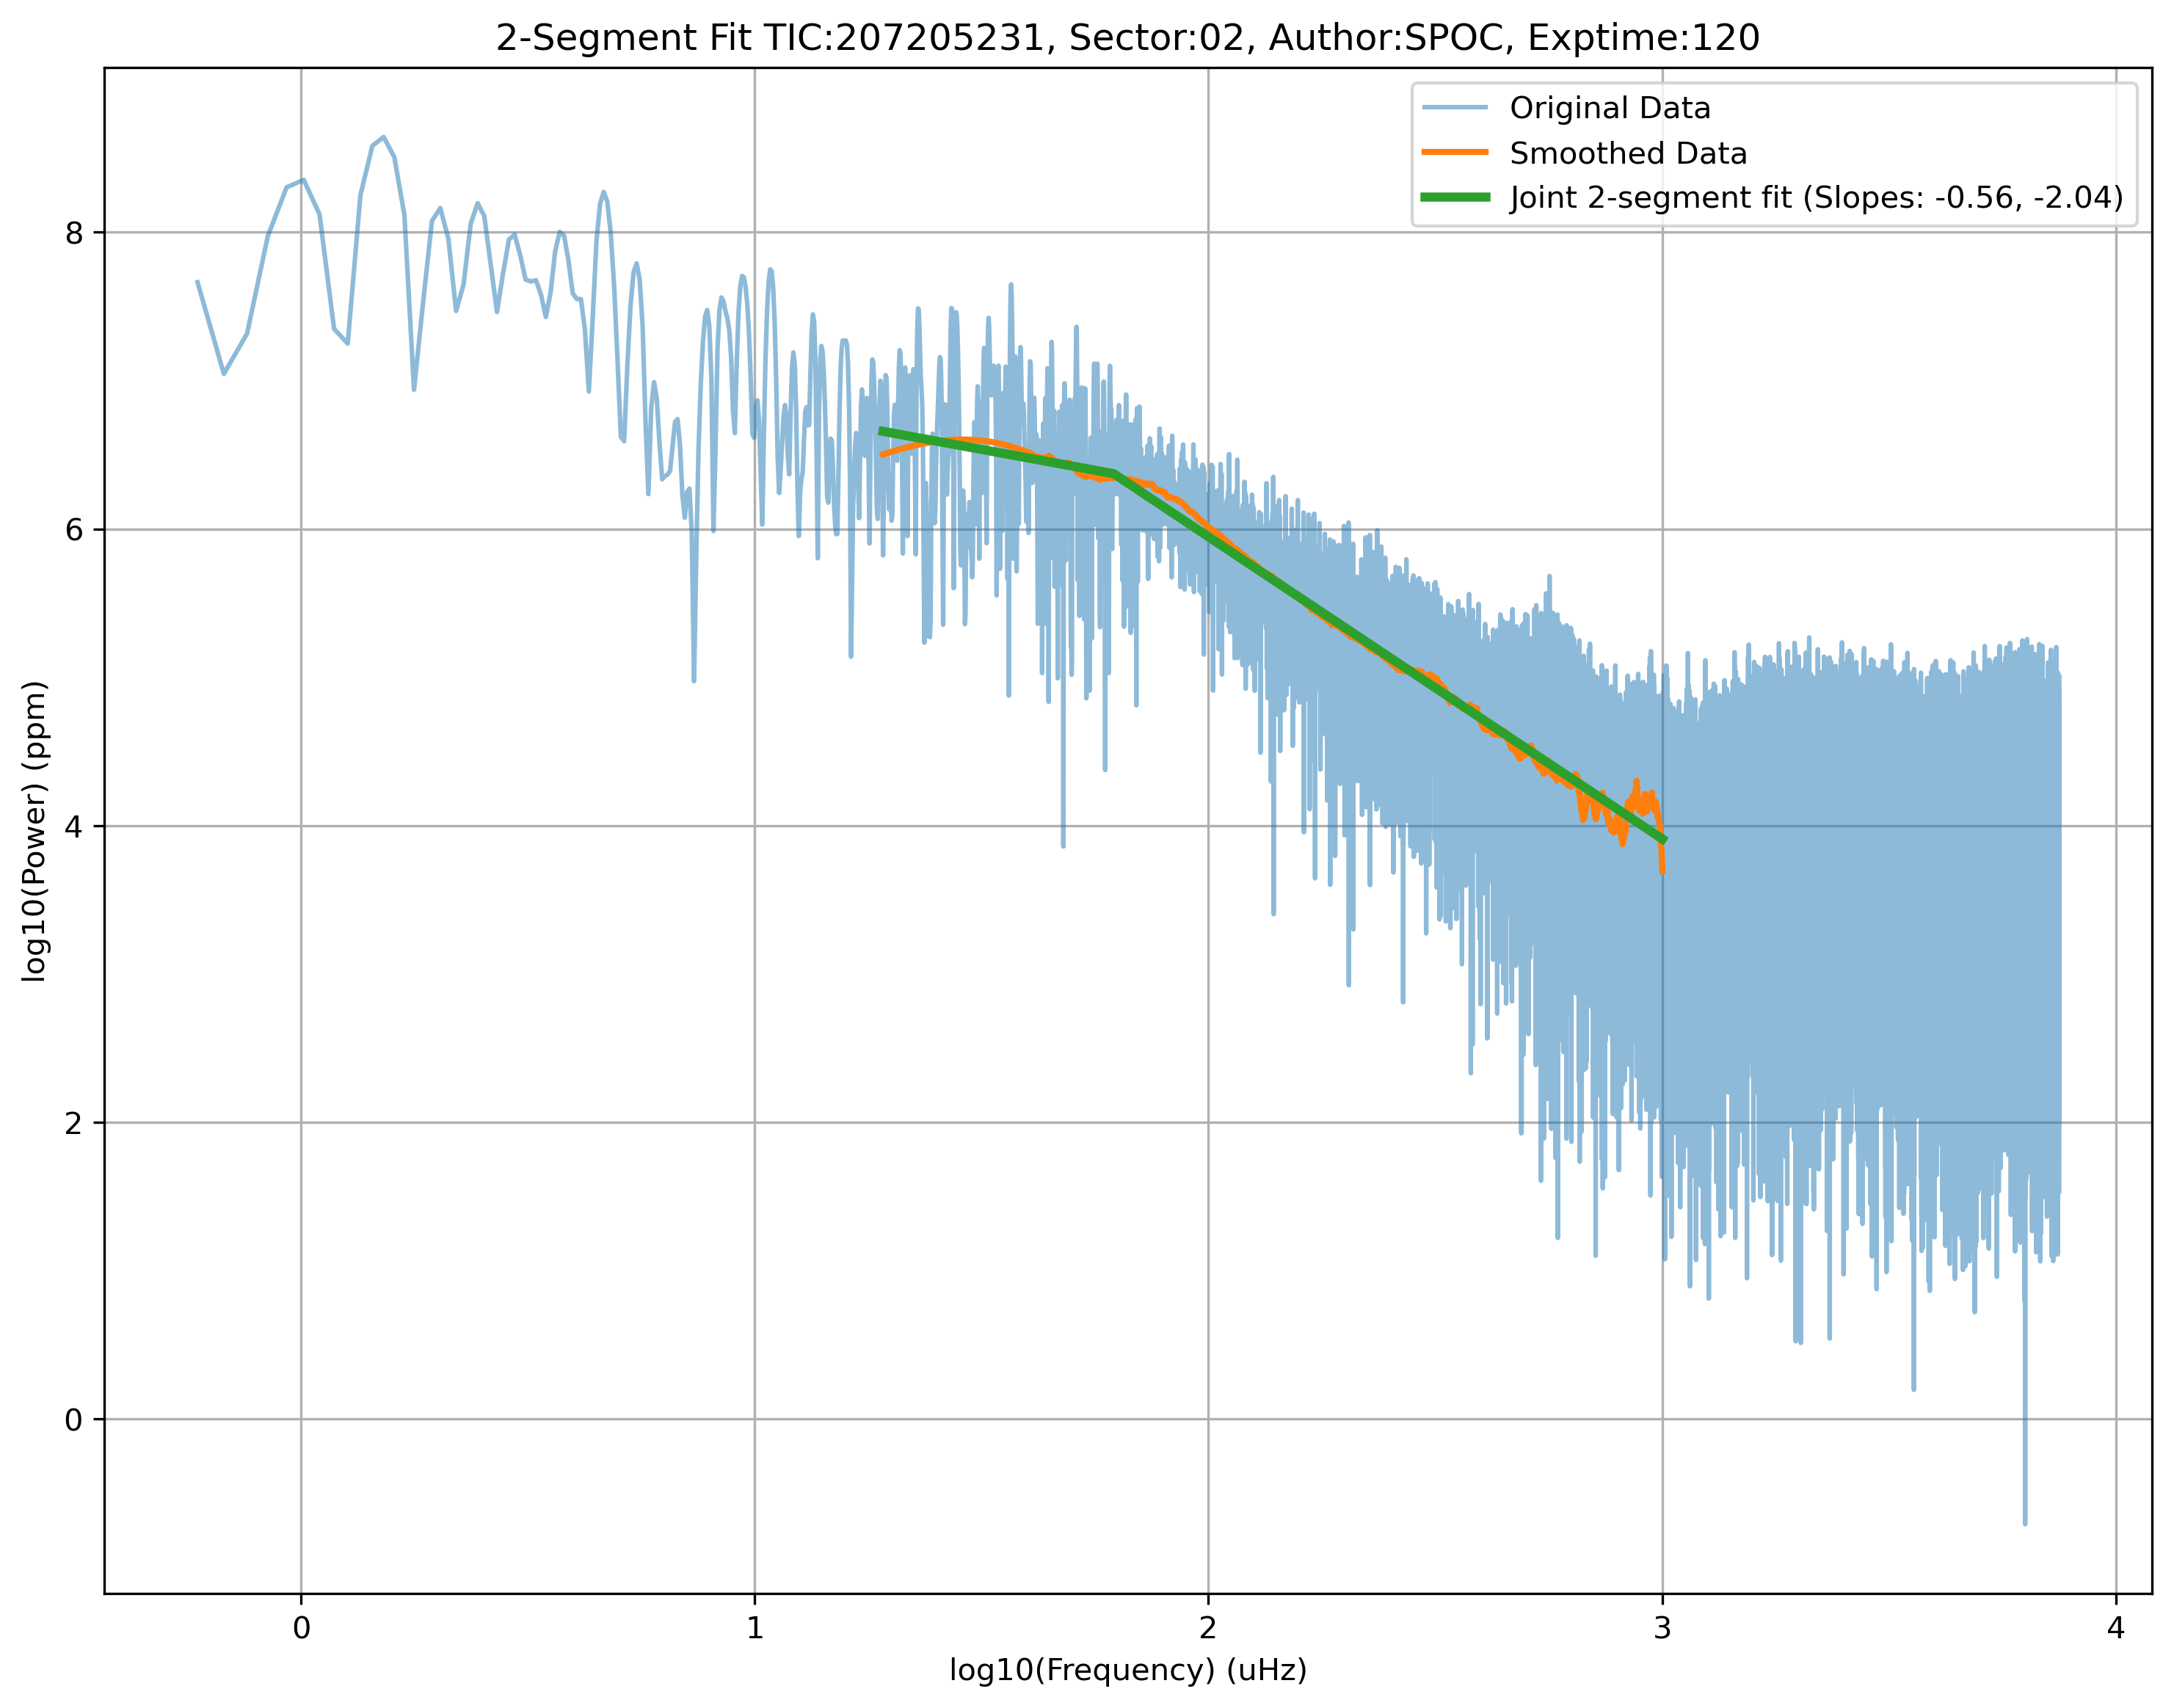 2-Segment Fit TIC:207205231, Sector:02, Author:SPOC, Exptime:120
Original Data
Smoothed Data
Joint 2-segment fit (Slopes: -0.56, -2.04)
log10(Power) (ppm)
8
6
4
2
0
0 1 2 3 4
log10(Frequency) (uHz)